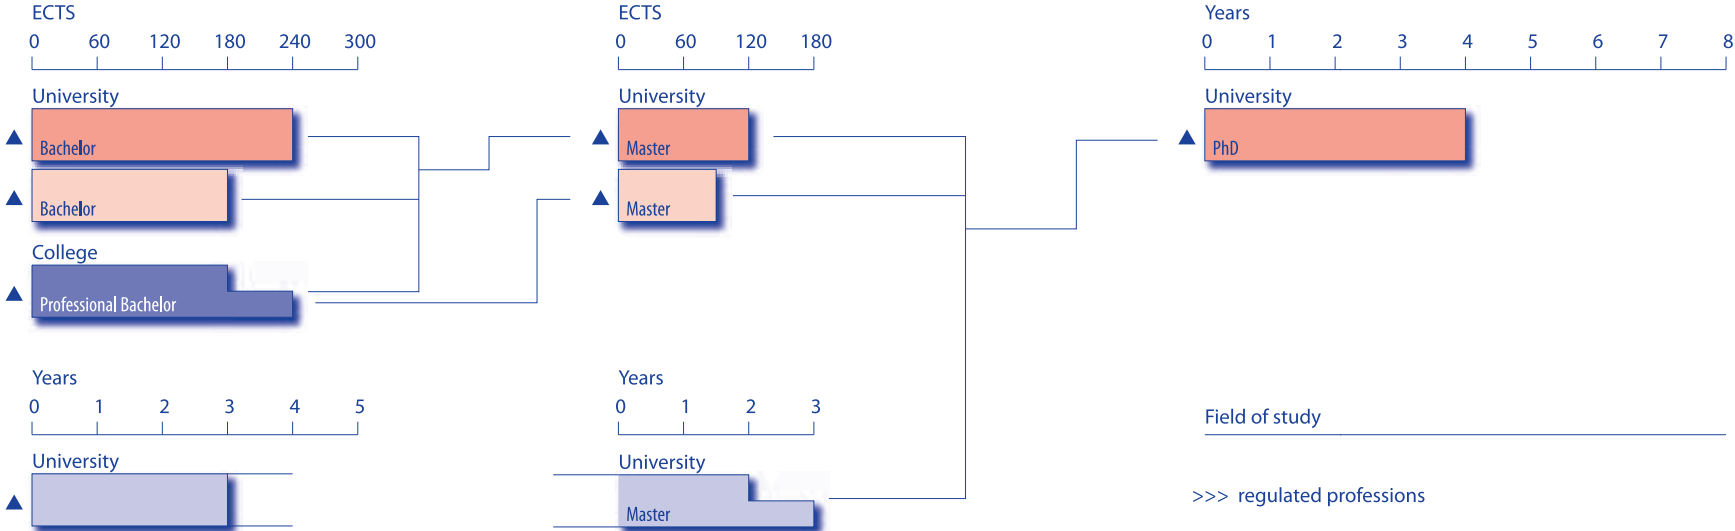 ECTS
0 60 120 180 240 300
University
Bachelor
Bachelor
College
Professional Bachelor
Years
0 1 2 3 4 5
University
ECTS
0 60 120 180
University
Master
Master
Years
0 1 2 3
University
Master
Years
0 1 2 3 4 5 6 7 8
University
PhD
Field of study
>>> regulated professions